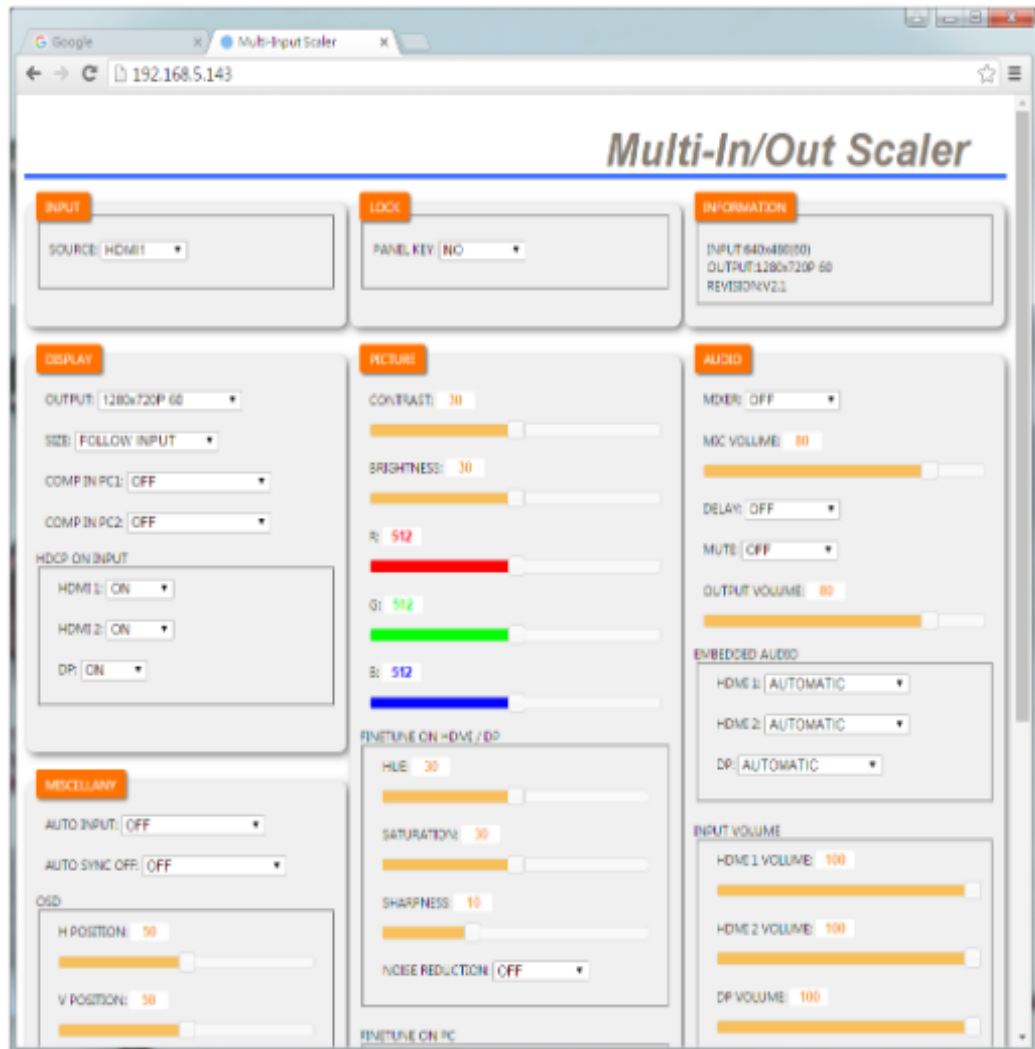 Google
Multi-Input Scaler
192.168.5.143
Multi-In/Out Scaler
INPUT
SOURCE: HDMI1
LOCK
PANEL KEY: NO
INFORMATION
INPUT:640x480(60)
OUTPUT:1280x720P-60
REVISION:V2.1
DISPLAY
OUTPUT: 1280x720P-60
SIZE: FOLLOW INPUT
COMP IN PC1: OFF
COMP IN PC2: OFF
HDCP ON INPUT
HDMI 1: ON
HDMI 2: ON
DP: ON
MISCELLANY
AUTO INPUT: OFF
AUTO SYNC OFF: OFF
OSD
H POSITION: 50
V POSITION: 50
PICTURE
CONTRAST: 30
BRIGHTNESS: 30
R: 512
G: 512
B: 512
FINETUNE ON HDMI / DP
HUE: 30
SATURATION: 30
SHARPNESS: 10
NOISE REDUCTION: OFF
FINETUNE ON PC
AUDIO
MIXER: OFF
MIC VOLUME: 80
DELAY: OFF
MUTE: OFF
OUTPUT VOLUME: 80
EMBEDDED AUDIO
HDMI 1: AUTOMATIC
HDMI 2: AUTOMATIC
DP: AUTOMATIC
INPUT VOLUME
HDMI 1 VOLUME: 100
HDMI 2 VOLUME: 100
DP VOLUME: 100